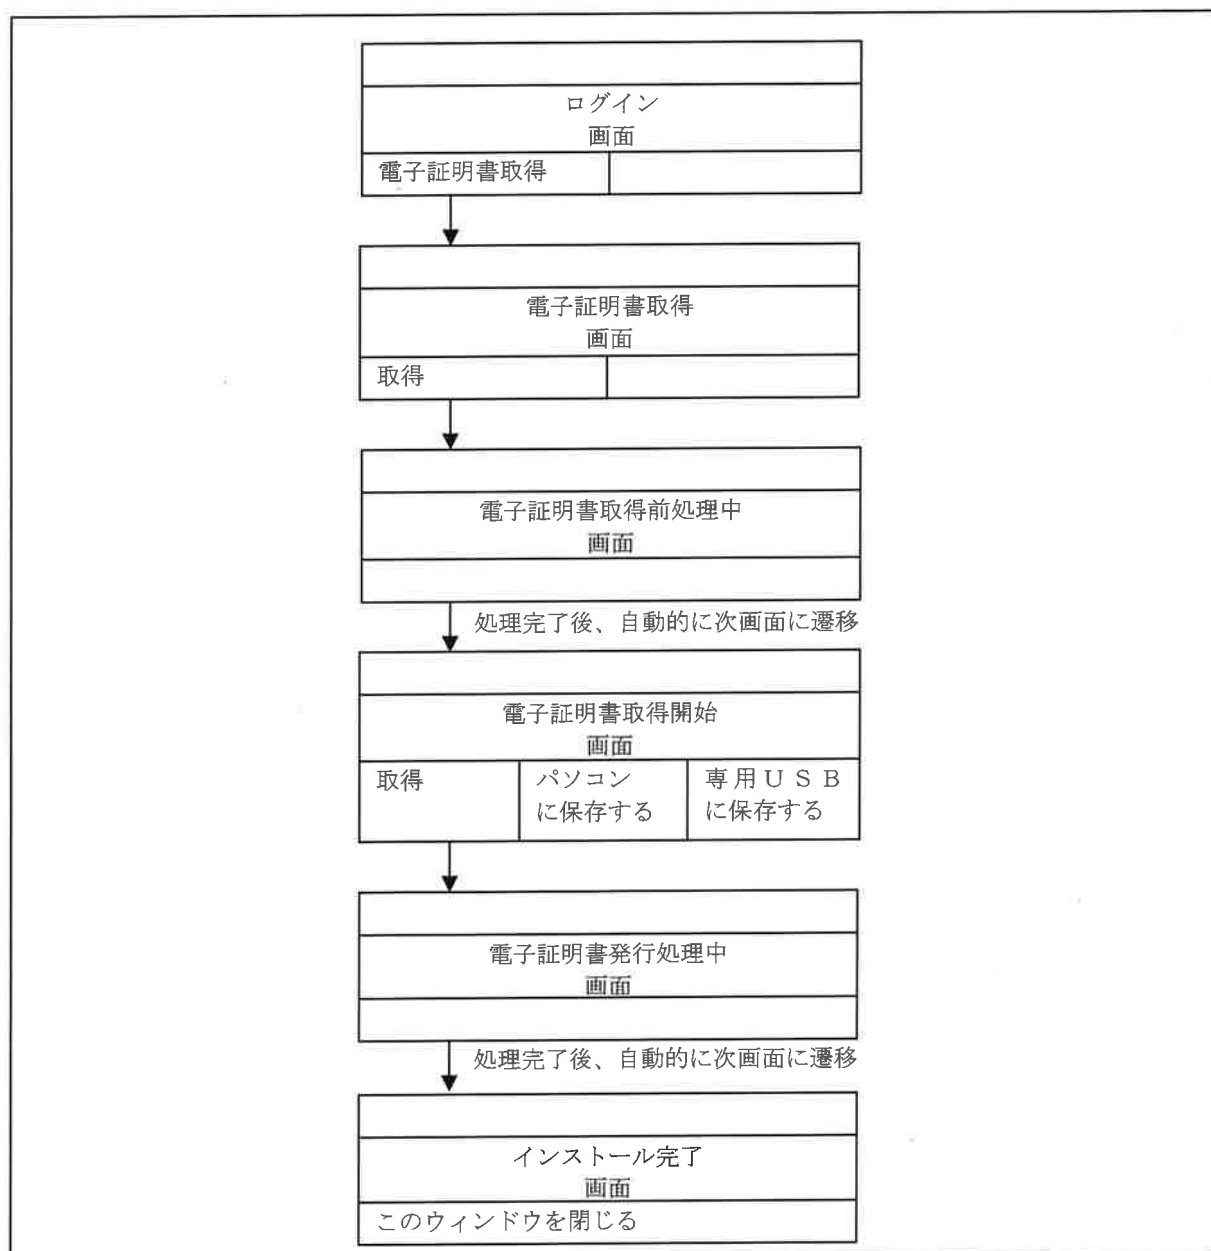 ログイン
画面
電子証明書取得
電子証明書取得
画面
取得
電子証明書取得前処理中
画面
処理完了後、自動的に次画面に遷移
電子証明書取得開始
画面
取得
パソコン
に保存する
専用ＵＳＢ
に保存する
電子証明書発行処理中
画面
処理完了後、自動的に次画面に遷移
インストール完了
画面
このウィンドウを閉じる